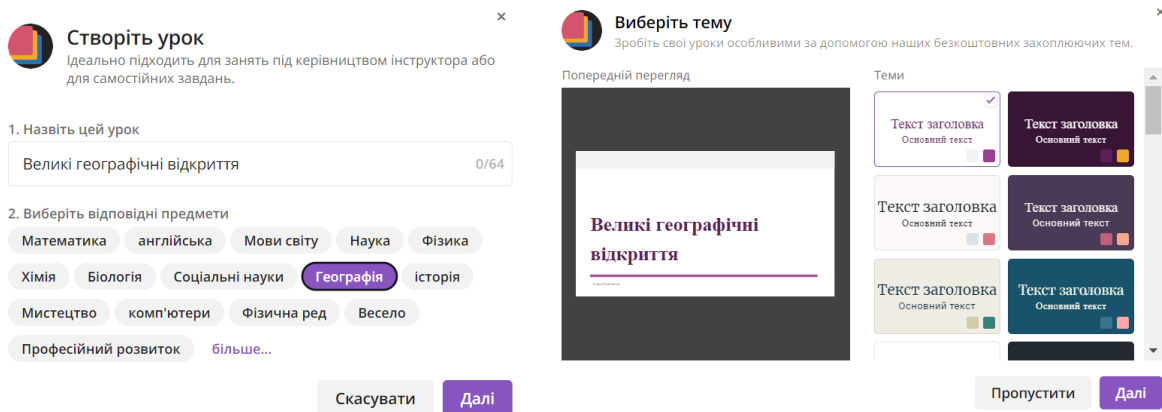 Створіть урок
Ідеально підходить для занять під керівництвом інструктора або
для самостійних завдань.
1. Назвіть цей урок
Великі географічні відкриття 0/64
2. Виберіть відповідні предмети
Математика англійська Мови світу Наука Фізика
Хімія Біологія Соціальні науки Географія історія
Мистецтво комп'ютери Фізична ред Весело
Професійний розвиток більше...
Скасувати Далі
Виберіть тему
Зробіть свої уроки особливими за допомогою наших безкоштовних захоплюючих тем.
Попередній перегляд
Великі географічні
відкриття
Теми
Текст заголовка
Основний текст
Текст заголовка
Основний текст
Текст заголовка
Основний текст
Текст заголовка
Основний текст
Текст заголовка
Основний текст
Текст заголовка
Основний текст
Пропустити Далі